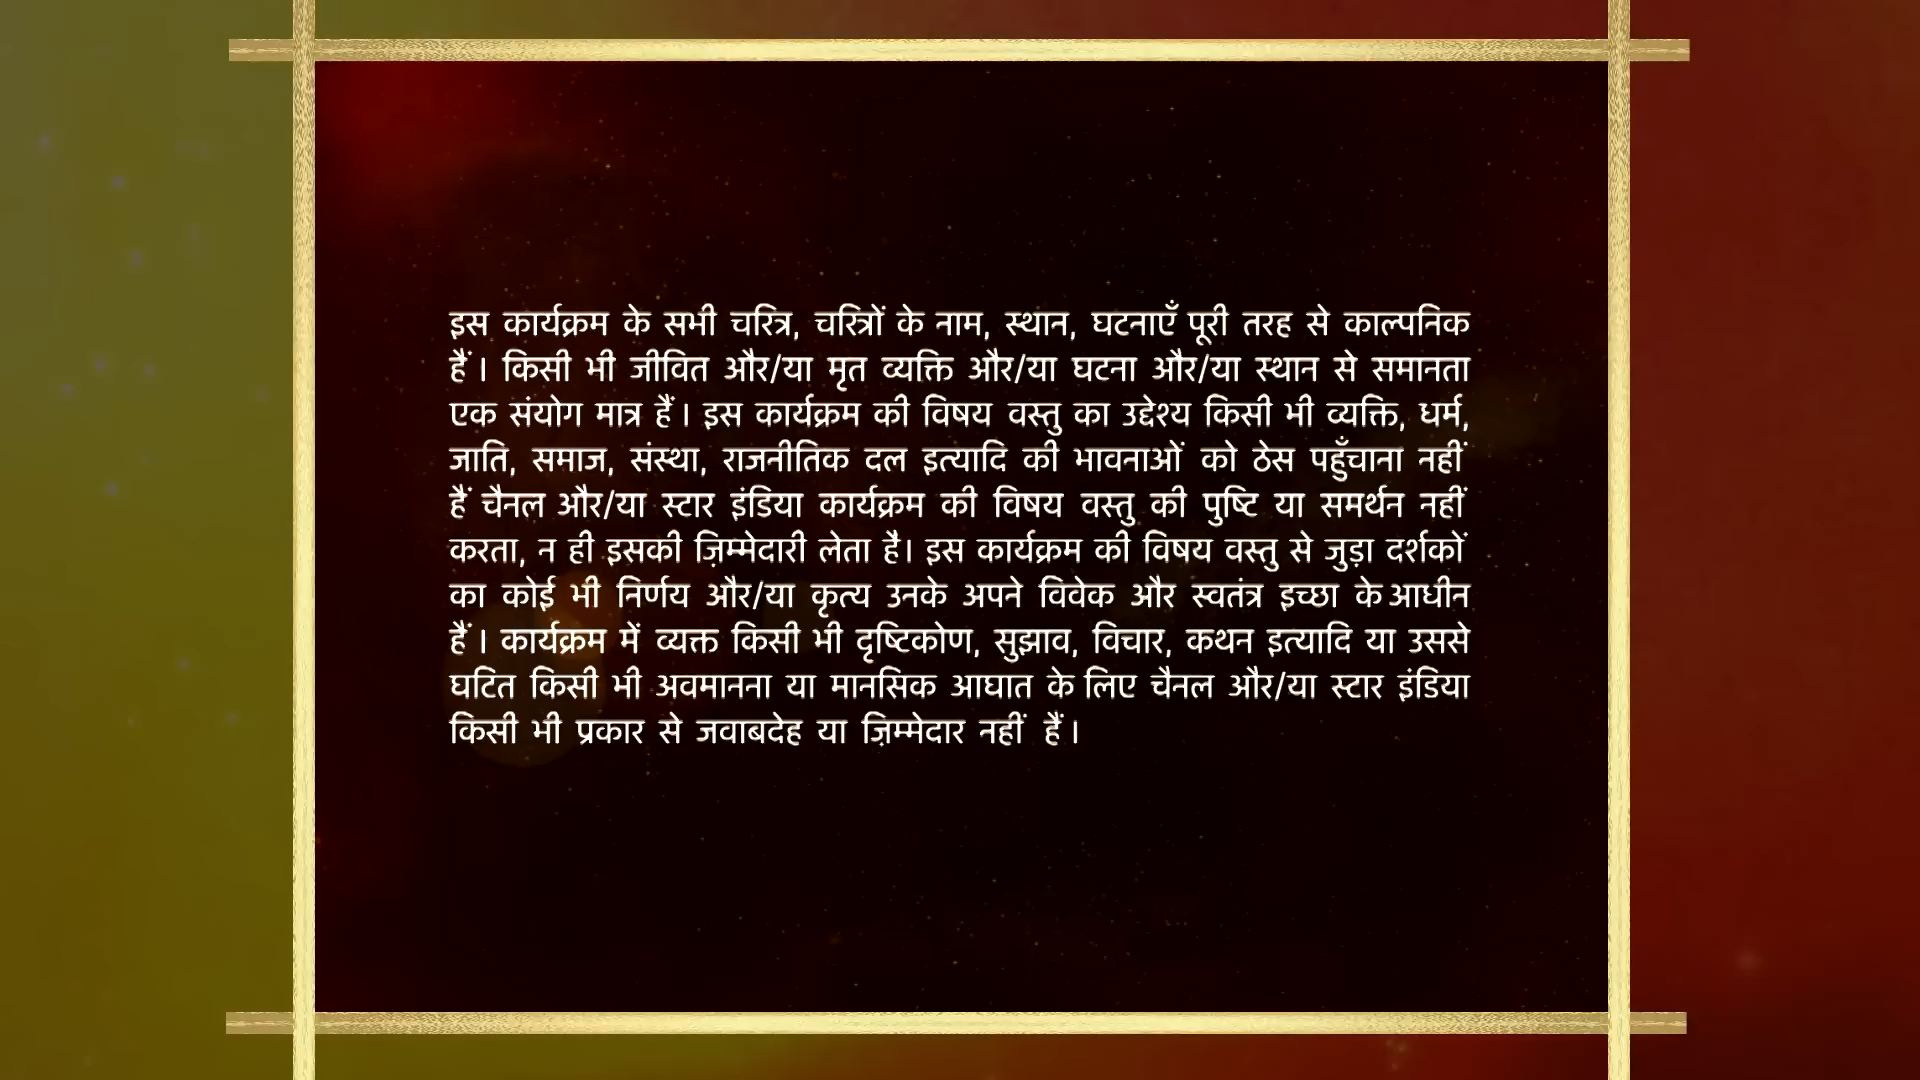 इस कार्यक्रम के सभी चरित्र, चरित्रों के नाम, स्थान, घटनाएँ पूरी तरह से काल्पनिक
हैं । किसी भी जीवित और/या मृत व्यक्ति और/या घटना और/या स्थान से समानता
एक संयोग मात्र हैं । इस कार्यक्रम की विषय वस्तु का उद्देश्य किसी भी व्यक्ति, धर्म,
जाति, समाज, संस्था, राजनीतिक दल इत्यादि की भावनाओं को ठेस पहुँचाना नहीं
हैं चैनल और/या स्टार इंडिया कार्यक्रम की विषय वस्तु की पुष्टि या समर्थन नहीं
करता, न ही इसकी ज़िम्मेदारी लेता है। इस कार्यक्रम की विषय वस्तु से जुड़ा दर्शकों
का कोई भी निर्णय और/या कृत्य उनके अपने विवेक और स्वतंत्र इच्छा के आधीन
हैं । कार्यक्रम में व्यक्त किसी भी दृष्टिकोण, सुझाव, विचार, कथन इत्यादि या उससे
घटित किसी भी अवमानना या मानसिक आघात के लिए चैनल और/या स्टार इंडिया
किसी भी प्रकार से जवाबदेह या ज़िम्मेदार नहीं हैं ।